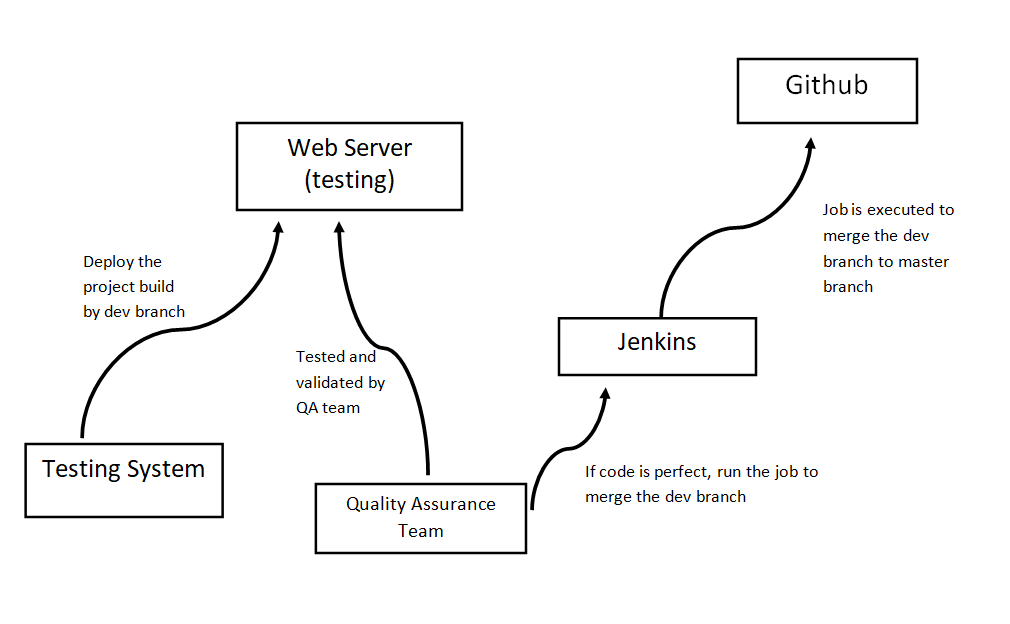 Github
Web Server
(testing)
Job is executed to
merge the dev
branch to master
branch
Deploy the
project build
by dev branch
Jenkins
Tested and
validated by
QA team
Testing System
If code is perfect, run the job to
merge the dev branch
Quality Assurance
Team